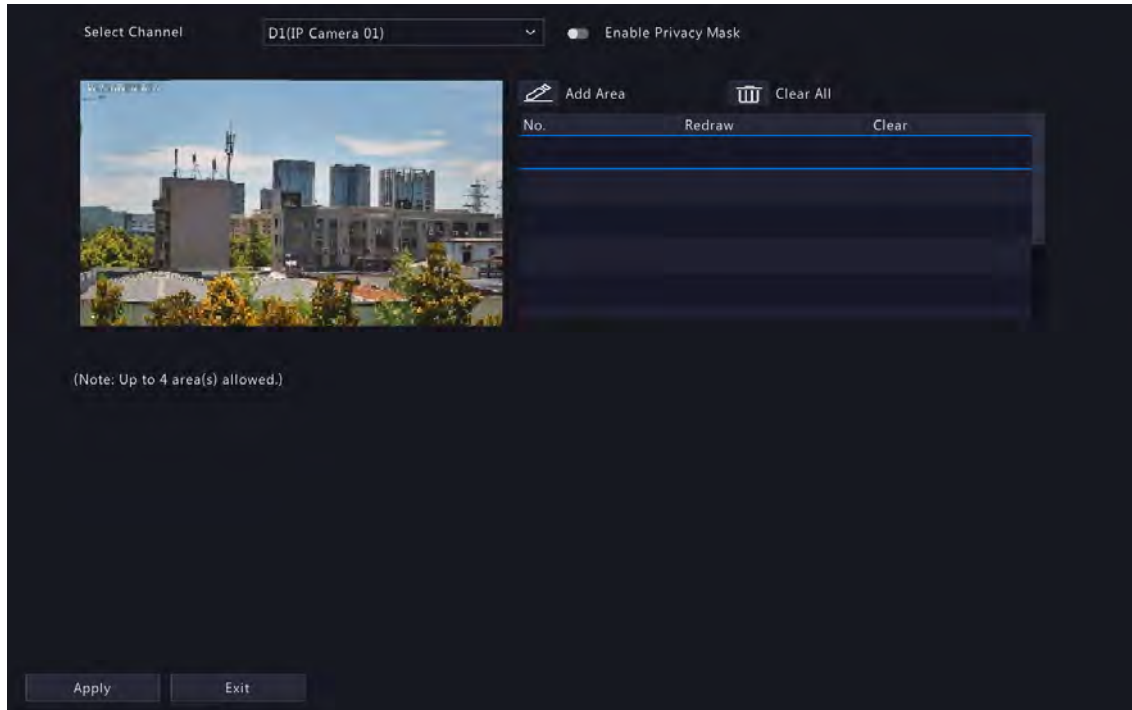 Select Channel D1(IP Camera 01) Enable Privacy Mask
Add Area Clear All
No. Redraw Clear
(Note: Up to 4 area(s) allowed.)
Apply Exit